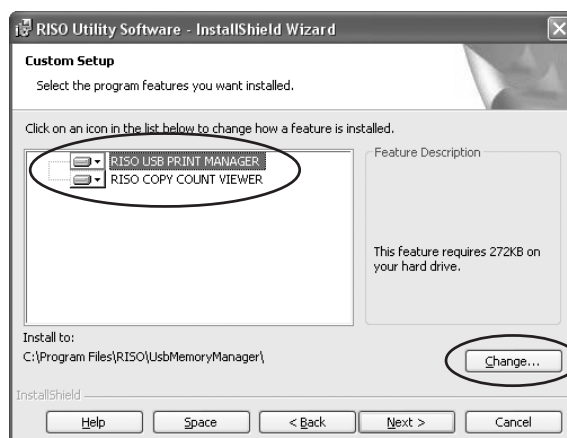 RISO Utility Software - InstallShield Wizard
Custom Setup
Select the program features you want installed.
Click on an icon in the list below to change how a feature is installed.
RISO USB PRINT MANAGER
RISO COPY COUNT VIEWER
Feature Description
This feature requires 272KB on
your hard drive.
Install to:
C:\Program Files\RISO\UsbMemoryManager\
Change...
InstallShield
Help
Space
< Back
Next >
Cancel